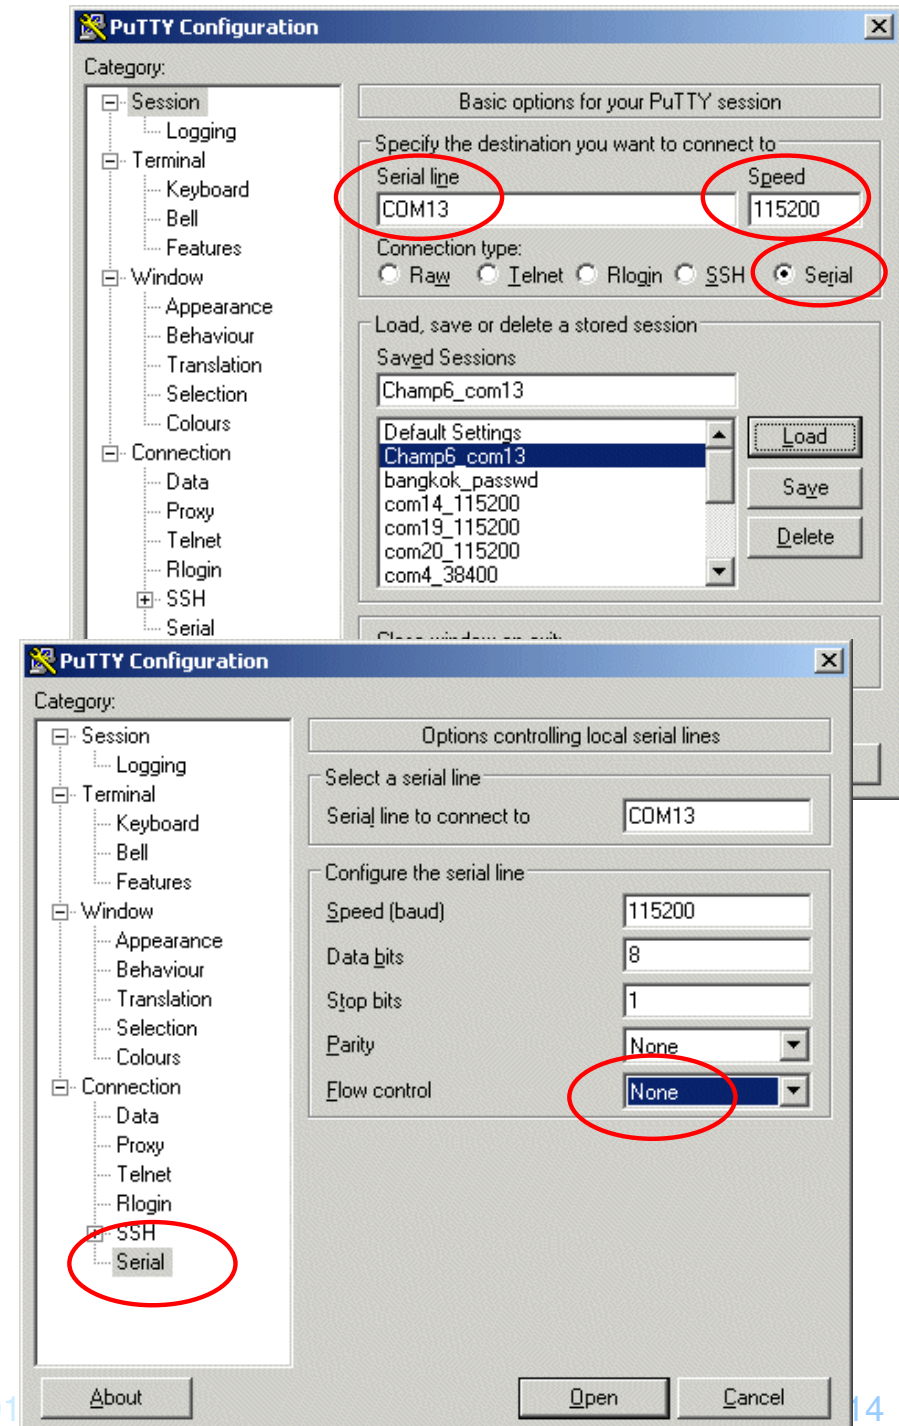 PuTTY Configuration
Category:
Session
Logging
Terminal
Keyboard
Bell
Features
Window
Appearance
Behaviour
Translation
Selection
Colours
Connection
Data
Proxy
Telnet
Rlogin
SSH
Serial
Basic options for your PuTTY session
Specify the destination you want to connect to
Serial line Speed
COM13 115200
Connection type:
Raw Telnet Rlogin SSH Serial
Load, save or delete a stored session
Saved Sessions
Champ6_com13
Default Settings
Champ6_com13
bangkok_passwd
com14_115200
com19_115200
com20_115200
com4_38400
Load
Save
Delete
PuTTY Configuration
Category:
Session
Logging
Terminal
Keyboard
Bell
Features
Window
Appearance
Behaviour
Translation
Selection
Colours
Connection
Data
Proxy
Telnet
Rlogin
SSH
Serial
Options controlling local serial lines
Select a serial line
Serial line to connect to COM13
Configure the serial line
Speed (baud) 115200
Data bits 8
Stop bits 1
Parity None
Flow control None
About Open Cancel
14